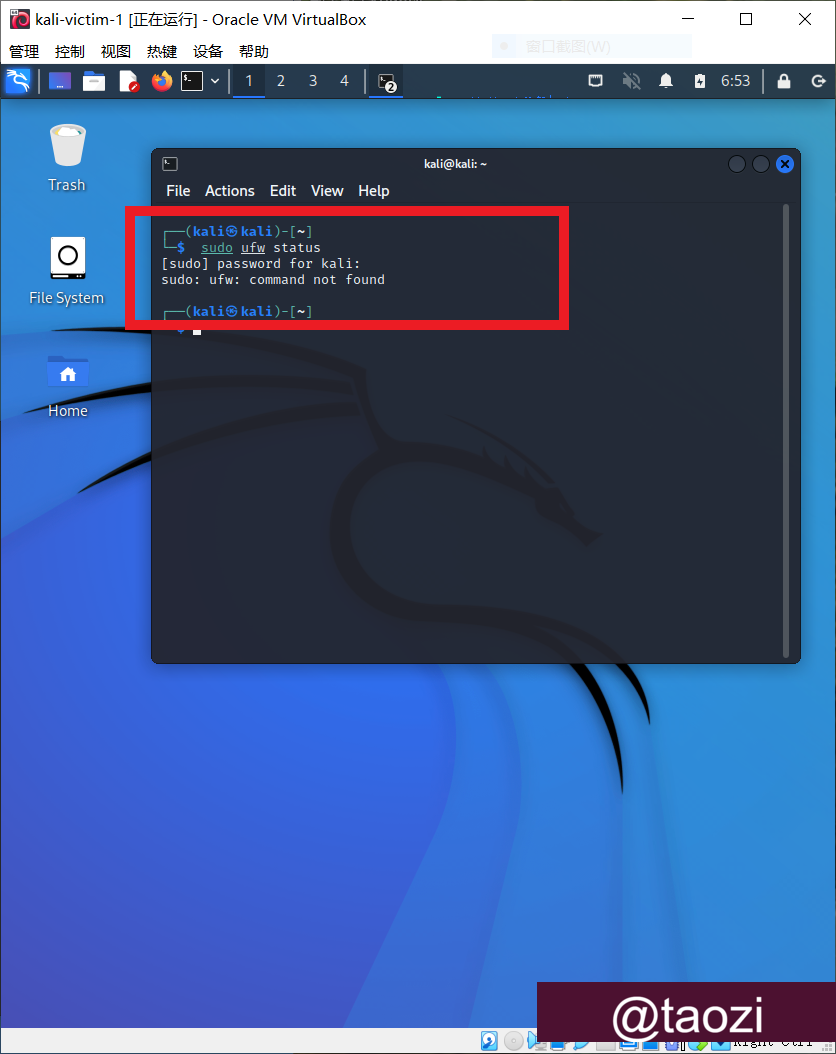 kali-victim-1 [正在运行] - Oracle VM VirtualBox
管理 控制 视图 热键 设备 帮助
窗口截图(W)
1 2 3 4 2 6:53
Trash
File System
Home
kali@kali: ~
File Actions Edit View Help
┌──(kali㉿kali)-[~]
└─$ sudo ufw status
[sudo] password for kali:
sudo: ufw: command not found
┌──(kali㉿kali)-[~]
$
@taozi
Right Ctrl